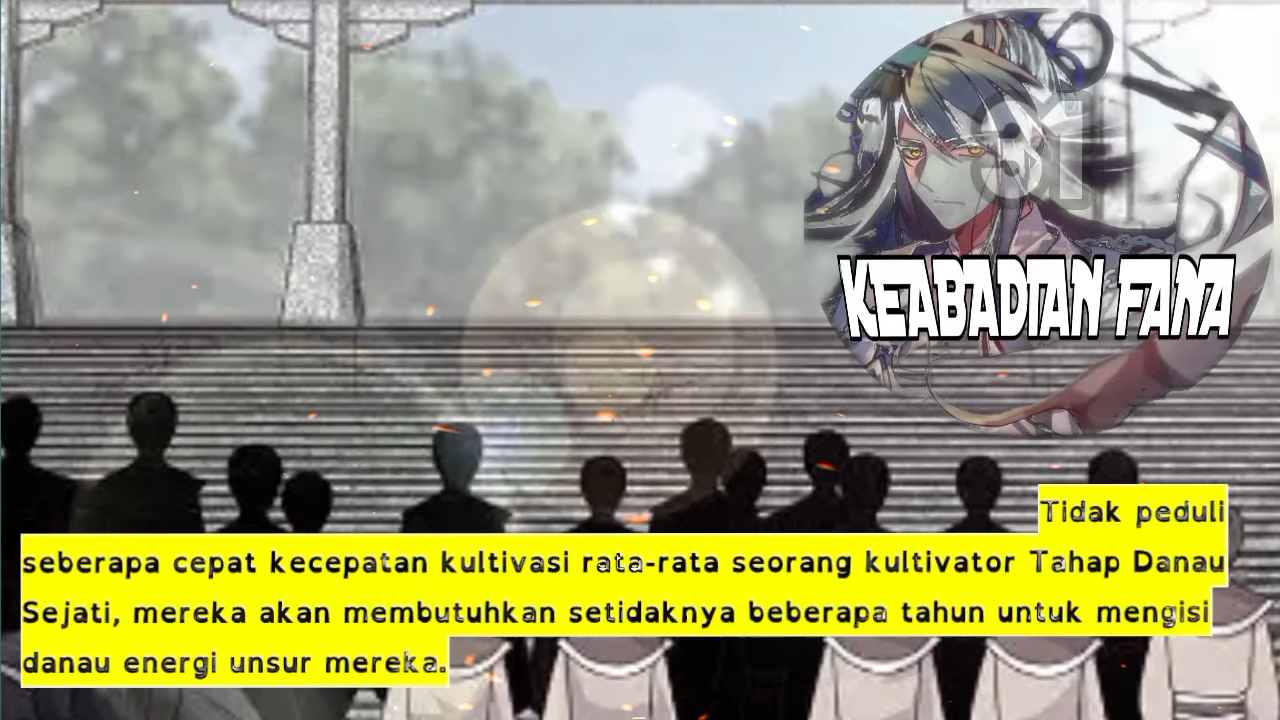 KEABADIAN FANA
Tidak peduli
seberapa cepat kecepatan kultivasi rata-rata seorang kultivator Tahap Danau
Sejati, mereka akan membutuhkan setidaknya beberapa tahun untuk mengisi
danau energi unsur mereka.